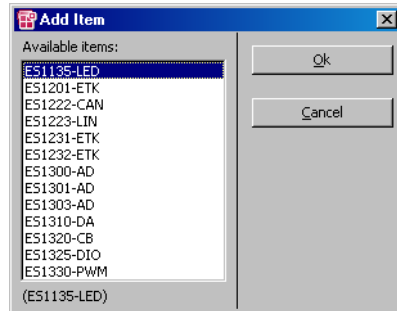 Add Item
Available items:
Ok
ES1135-LED
ES1201-ETK
ES1222-CAN
Cancel
ES1223-LIN
ES1231-ETK
ES1232-ETK
ES1300-AD
ES1301-AD
ES1303-AD
ES1310-DA
ES1320-CB
ES1325-DIO
ES1330-PWM
(ES1135-LED)